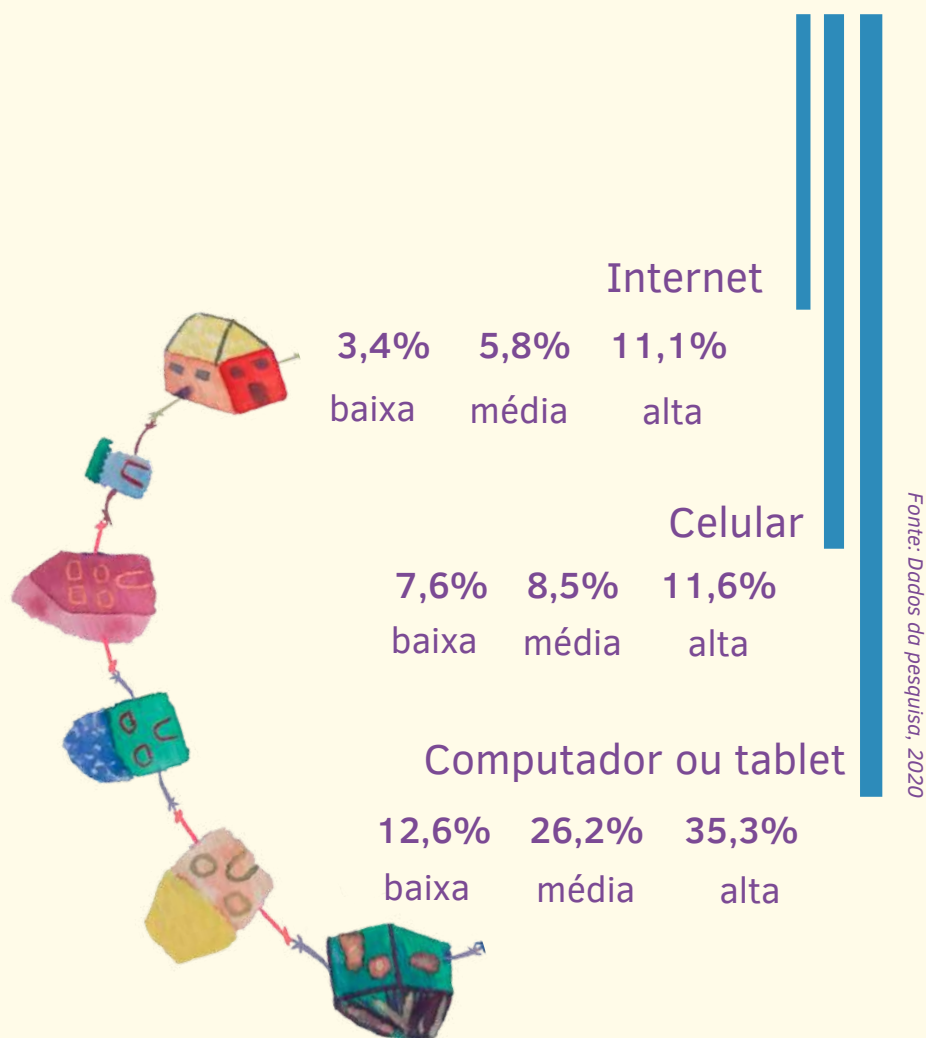 Internet
3,4% 5,8% 11,1%
baixa média alta
Celular
7,6% 8,5% 11,6%
baixa média alta
Computador ou tablet
12,6% 26,2% 35,3%
baixa média alta
Fonte: Dados da pesquisa, 2020